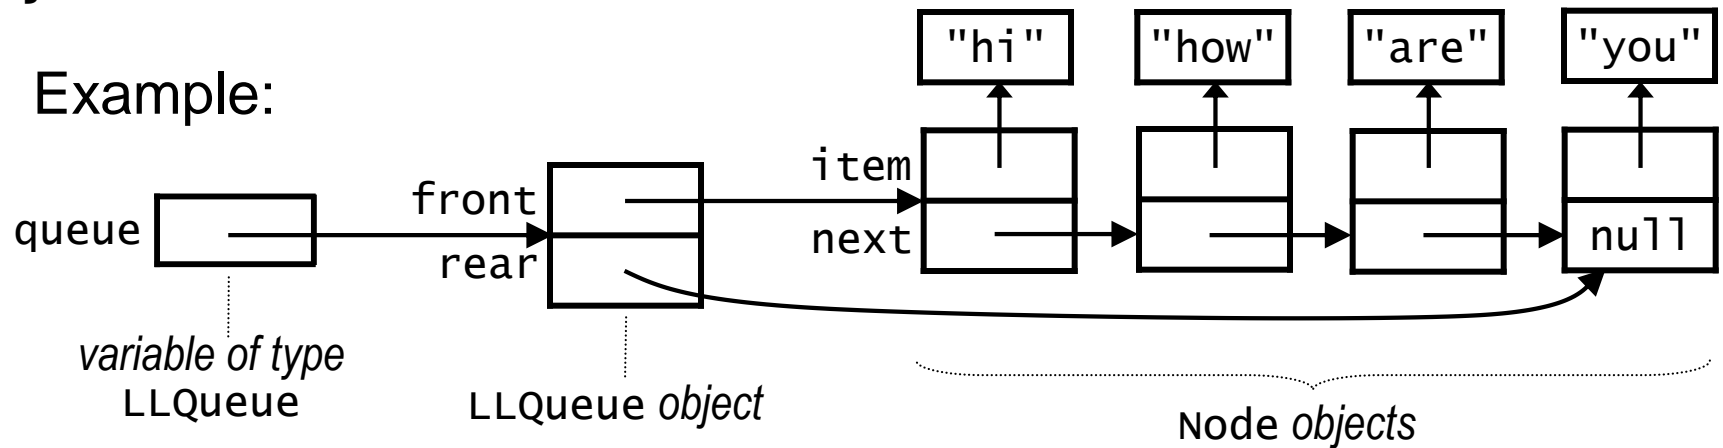 "hi" "how" "are" "you"
Example:
item
front
queue
next
null
rear
variable of type
LLQueue
LLQueue object
Node objects